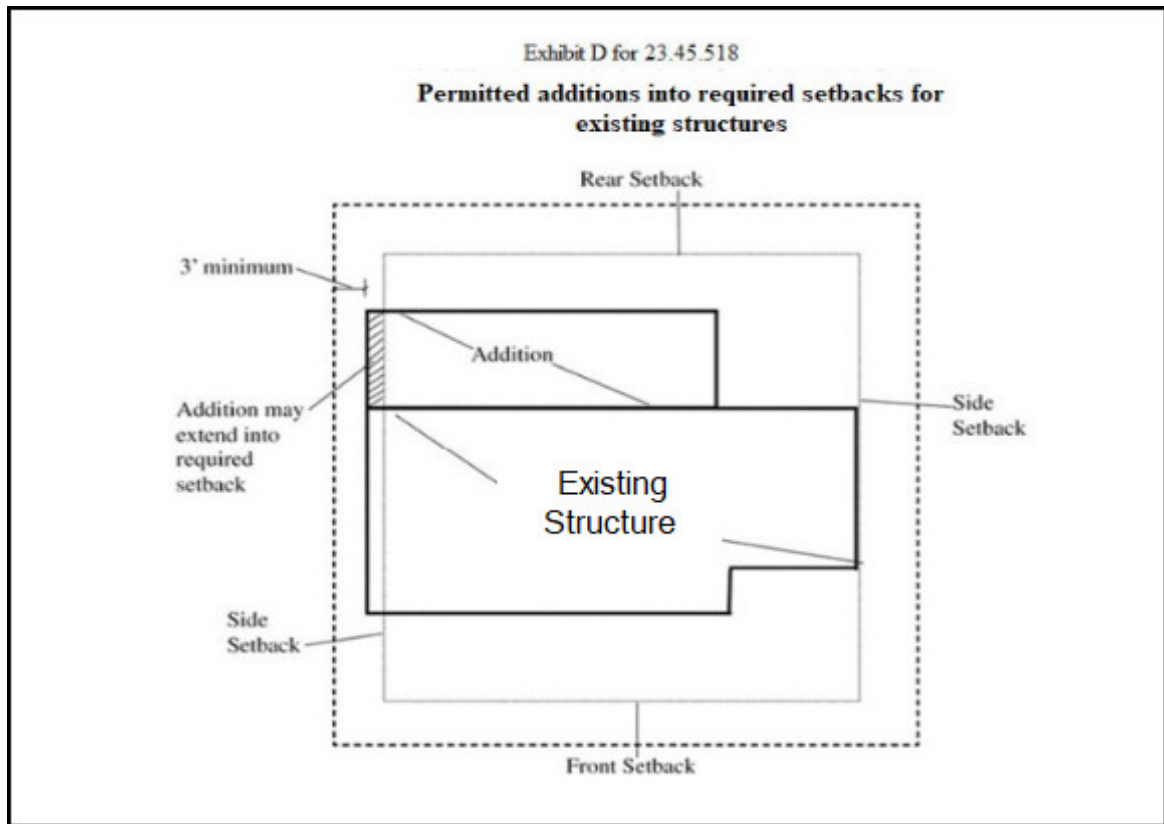 Exhibit D for 23.45.518
Permitted additions into required setbacks for
existing structures
Rear Setback
3' minimum
Addition
Addition may
extend into
required
setback
Side
Setback
Existing
Structure
Side
Setback
Front Setback